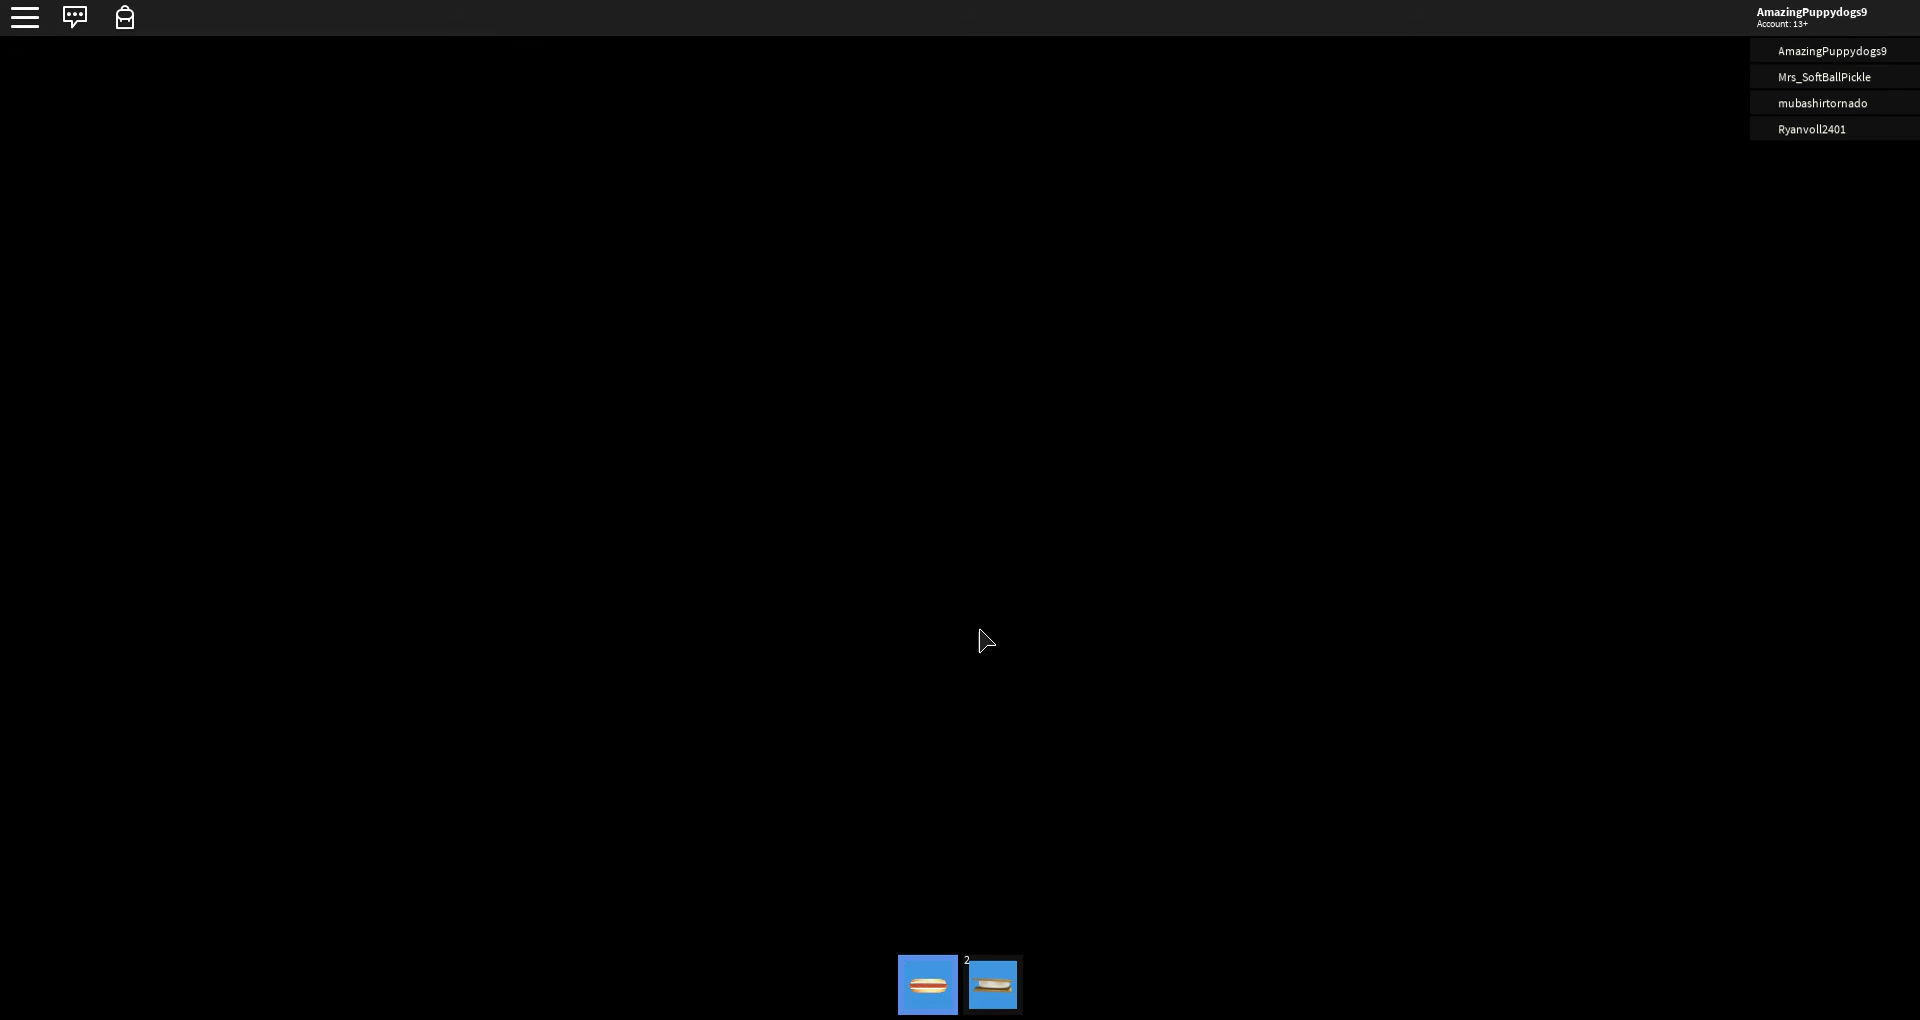 AmazingPuppydogs9
Account: 13+
AmazingPuppydogs9
Mrs_SoftBallPickle
mubashirtornado
Ryanvoll2401
2